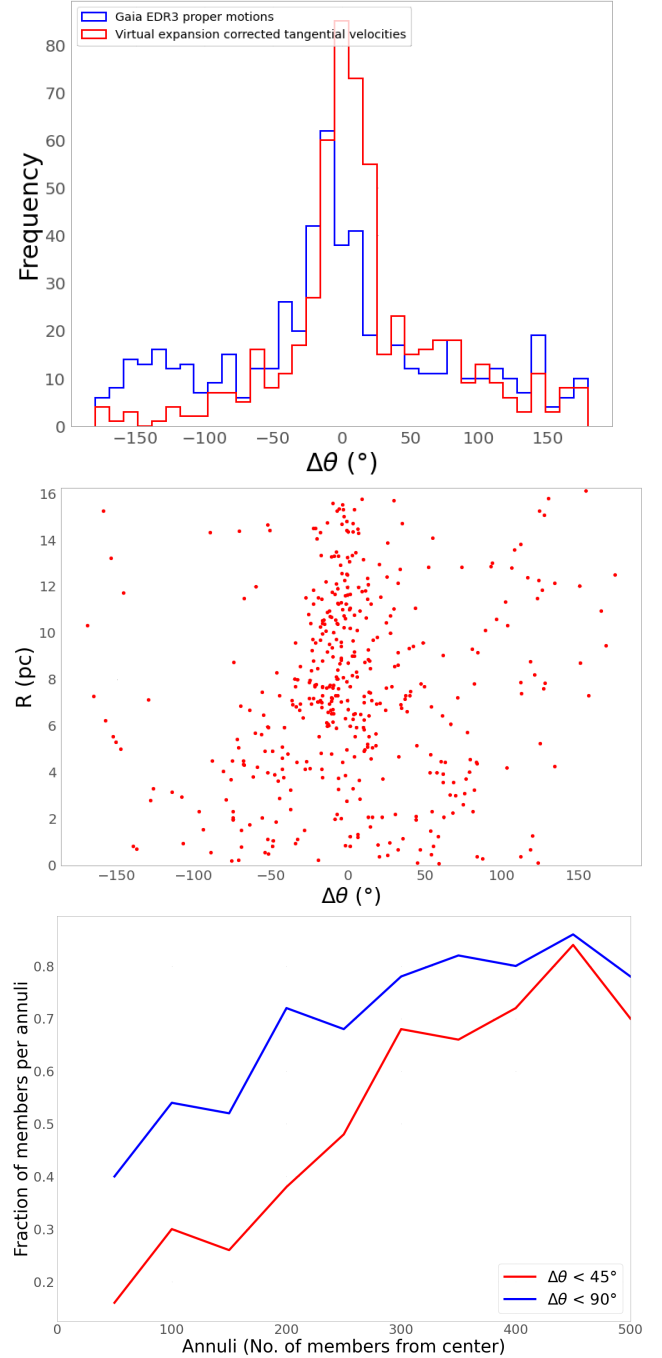 Gaia EDR3 proper motions
Virtual expansion corrected tangential velocities
80
70
60
50
40
30
20
10
0
Frequency
−150 −100 −50 0 50 100 150
Δθ (°)
16
14
12
10
8
6
4
2
0
R (pc)
−150 −100 −50 0 50 100 150
Δθ (°)
0.8
0.7
0.6
0.5
0.4
0.3
0.2
Fraction of members per annuli
Δθ < 45°
Δθ < 90°
0 100 200 300 400 500
Annuli (No. of members from center)